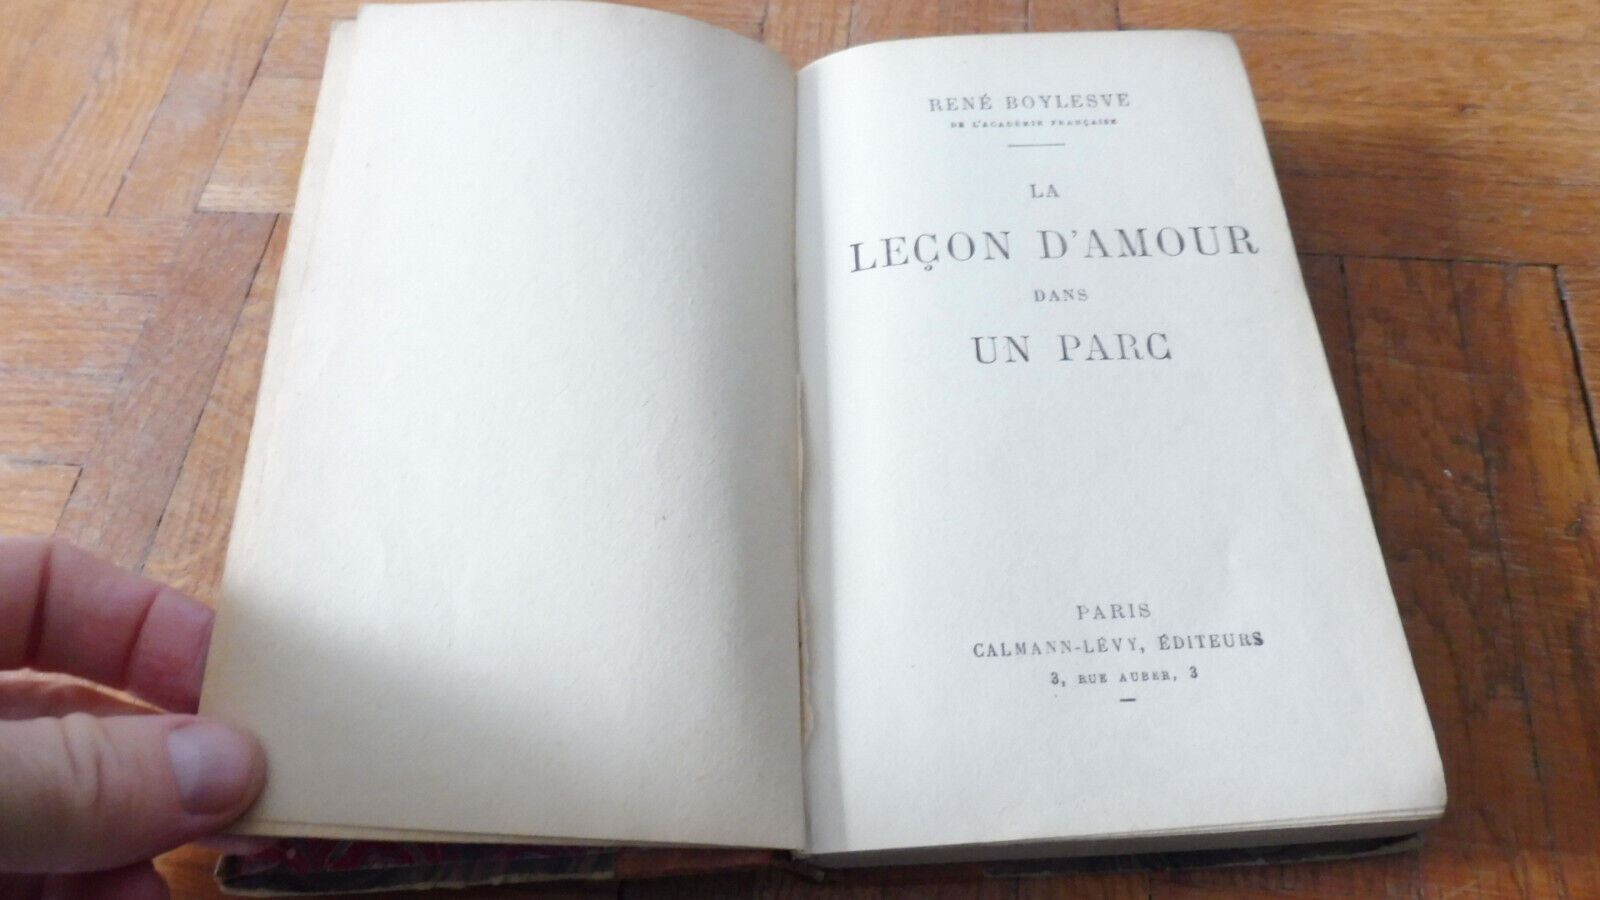 RENÉ BOYLESVE
DE L'ACADÉMIE FRANÇAISE
LA
LEÇON D'AMOUR
DANS
UN PARC
PARIS
CALMANN-LÉVY, ÉDITEURS
3, RUE AUBER, 3